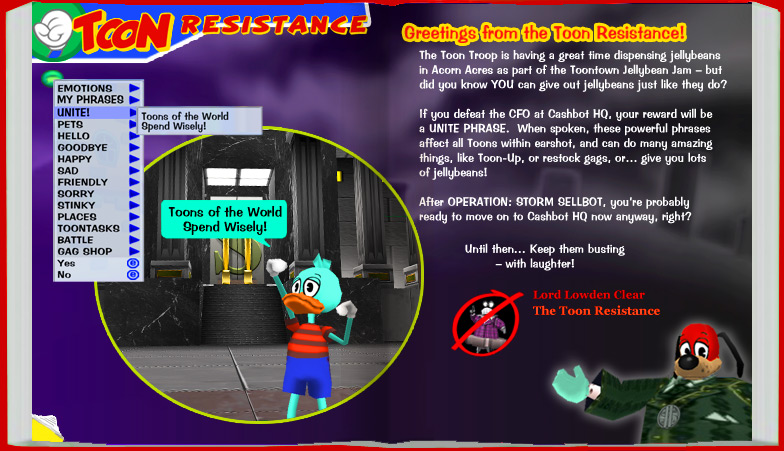 TOON RESISTANCE
EMOTIONS
MY PHRASES
UNITE!
PETS
HELLO
GOODBYE
HAPPY
SAD
FRIENDLY
SORRY
STINKY
PLACES
TOONTASKS
BATTLE
GAG SHOP
Yes
No
Toons of the World
Spend Wisely!
Toons of the World
Spend Wisely!
Greetings from the Toon Resistance!
The Toon Troop is having a great time dispensing jellybeans
in Acorn Acres as part of the Toontown Jellybean Jam – but
did you know YOU can give out jellybeans just like they do?
If you defeat the CFO at Cashbot HQ, your reward will be
a UNITE PHRASE. When spoken, these powerful phrases
affect all Toons within earshot, and can do many amazing
things, like Toon-Up, or restock gags, or... give you lots
of jellybeans!
After OPERATION: STORM SELLBOT, you're probably
ready to move on to Cashbot HQ now anyway, right?
Until then... Keep them busting
– with laughter!
Lord Lowden Clear
The Toon Resistance